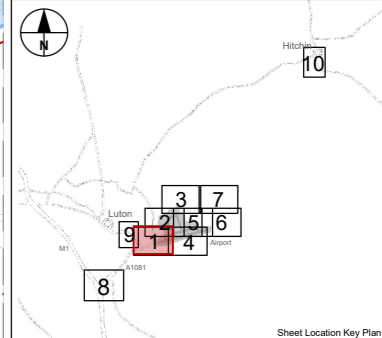 N
Hitchin
10
3 7
Luton
2 5 6
9
1 4
Airport
M1
A1081
8
Sheet Location Key Plan